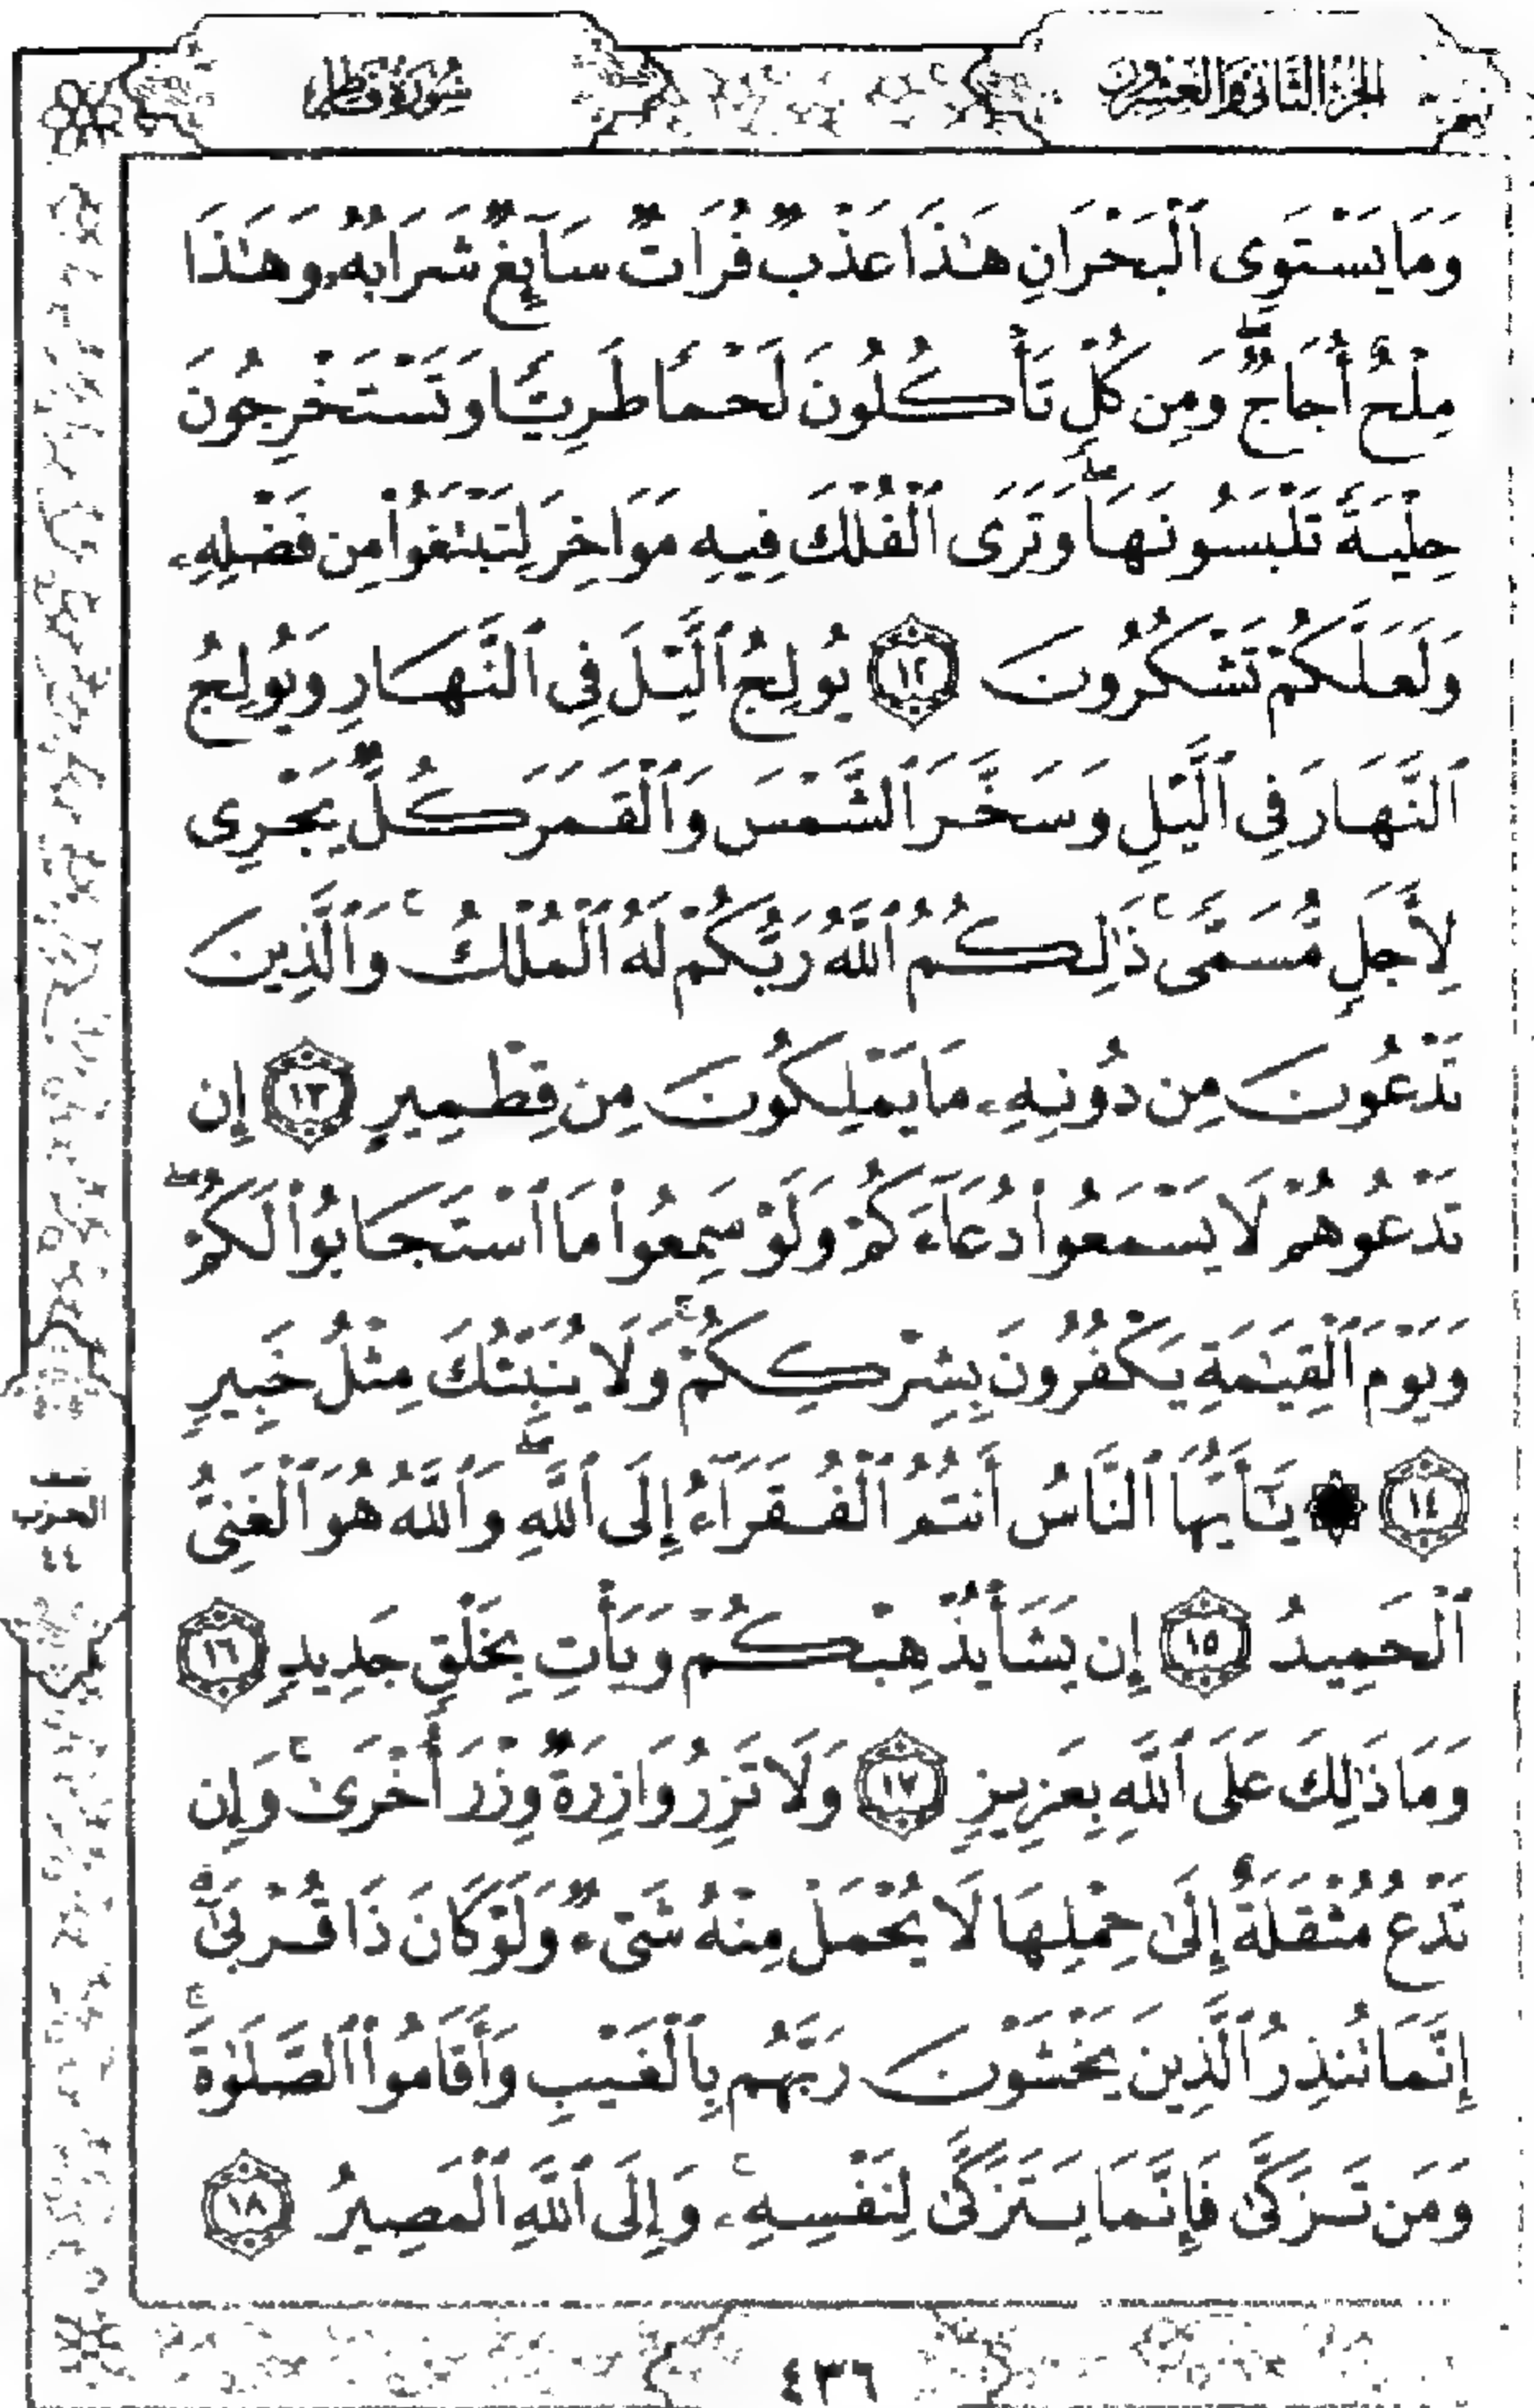 الجزء الثاني والعشرون
سورة فاطر
وَمَا يَسْتَوِى ٱلْبَحْرَانِ هَٰذَا عَذْبٌ فُرَاتٌ سَآئِغٌ شَرَابُهُۥ وَهَٰذَا
مِلْحٌ أُجَاجٌ ۖ وَمِن كُلٍّ تَأْكُلُونَ لَحْمًا طَرِيًّا وَتَسْتَخْرِجُونَ
حِلْيَةً تَلْبَسُونَهَا ۖ وَتَرَى ٱلْفُلْكَ فِيهِ مَوَاخِرَ لِتَبْتَغُوا۟ مِن فَضْلِهِۦ
وَلَعَلَّكُمْ تَشْكُرُونَ ١٢ يُولِجُ ٱلَّيْلَ فِى ٱلنَّهَارِ وَيُولِجُ
ٱلنَّهَارَ فِى ٱلَّيْلِ وَسَخَّرَ ٱلشَّمْسَ وَٱلْقَمَرَ كُلٌّ يَجْرِى
لِأَجَلٍ مُّسَمًّى ۚ ذَٰلِكُمُ ٱللَّهُ رَبُّكُمْ لَهُ ٱلْمُلْكُ ۚ وَٱلَّذِينَ
تَدْعُونَ مِن دُونِهِۦ مَا يَمْلِكُونَ مِن قِطْمِيرٍ ١٣ إِن
تَدْعُوهُمْ لَا يَسْمَعُوا۟ دُعَآءَكُمْ وَلَوْ سَمِعُوا۟ مَا ٱسْتَجَابُوا۟ لَكُمْ ۖ
وَيَوْمَ ٱلْقِيَٰمَةِ يَكْفُرُونَ بِشِرْكِكُمْ ۚ وَلَا يُنَبِّئُكَ مِثْلُ خَبِيرٍ
١٤ ۞ يَٰٓأَيُّهَا ٱلنَّاسُ أَنتُمُ ٱلْفُقَرَآءُ إِلَى ٱللَّهِ ۖ وَٱللَّهُ هُوَ ٱلْغَنِىُّ
ٱلْحَمِيدُ ١٥ إِن يَشَأْ يُذْهِبْكُمْ وَيَأْتِ بِخَلْقٍ جَدِيدٍ ١٦
وَمَا ذَٰلِكَ عَلَى ٱللَّهِ بِعَزِيزٍ ١٧ وَلَا تَزِرُ وَازِرَةٌ وِزْرَ أُخْرَىٰ ۚ وَإِن
تَدْعُ مُثْقَلَةٌ إِلَىٰ حِمْلِهَا لَا يُحْمَلْ مِنْهُ شَىْءٌ وَلَوْ كَانَ ذَا قُرْبَىٰٓ ۗ
إِنَّمَا تُنذِرُ ٱلَّذِينَ يَخْشَوْنَ رَبَّهُم بِٱلْغَيْبِ وَأَقَامُوا۟ ٱلصَّلَوٰةَ ۚ
وَمَن تَزَكَّىٰ فَإِنَّمَا يَتَزَكَّىٰ لِنَفْسِهِۦ ۚ وَإِلَى ٱللَّهِ ٱلْمَصِيرُ ١٨
الحزب
٤٤
٤٣٦